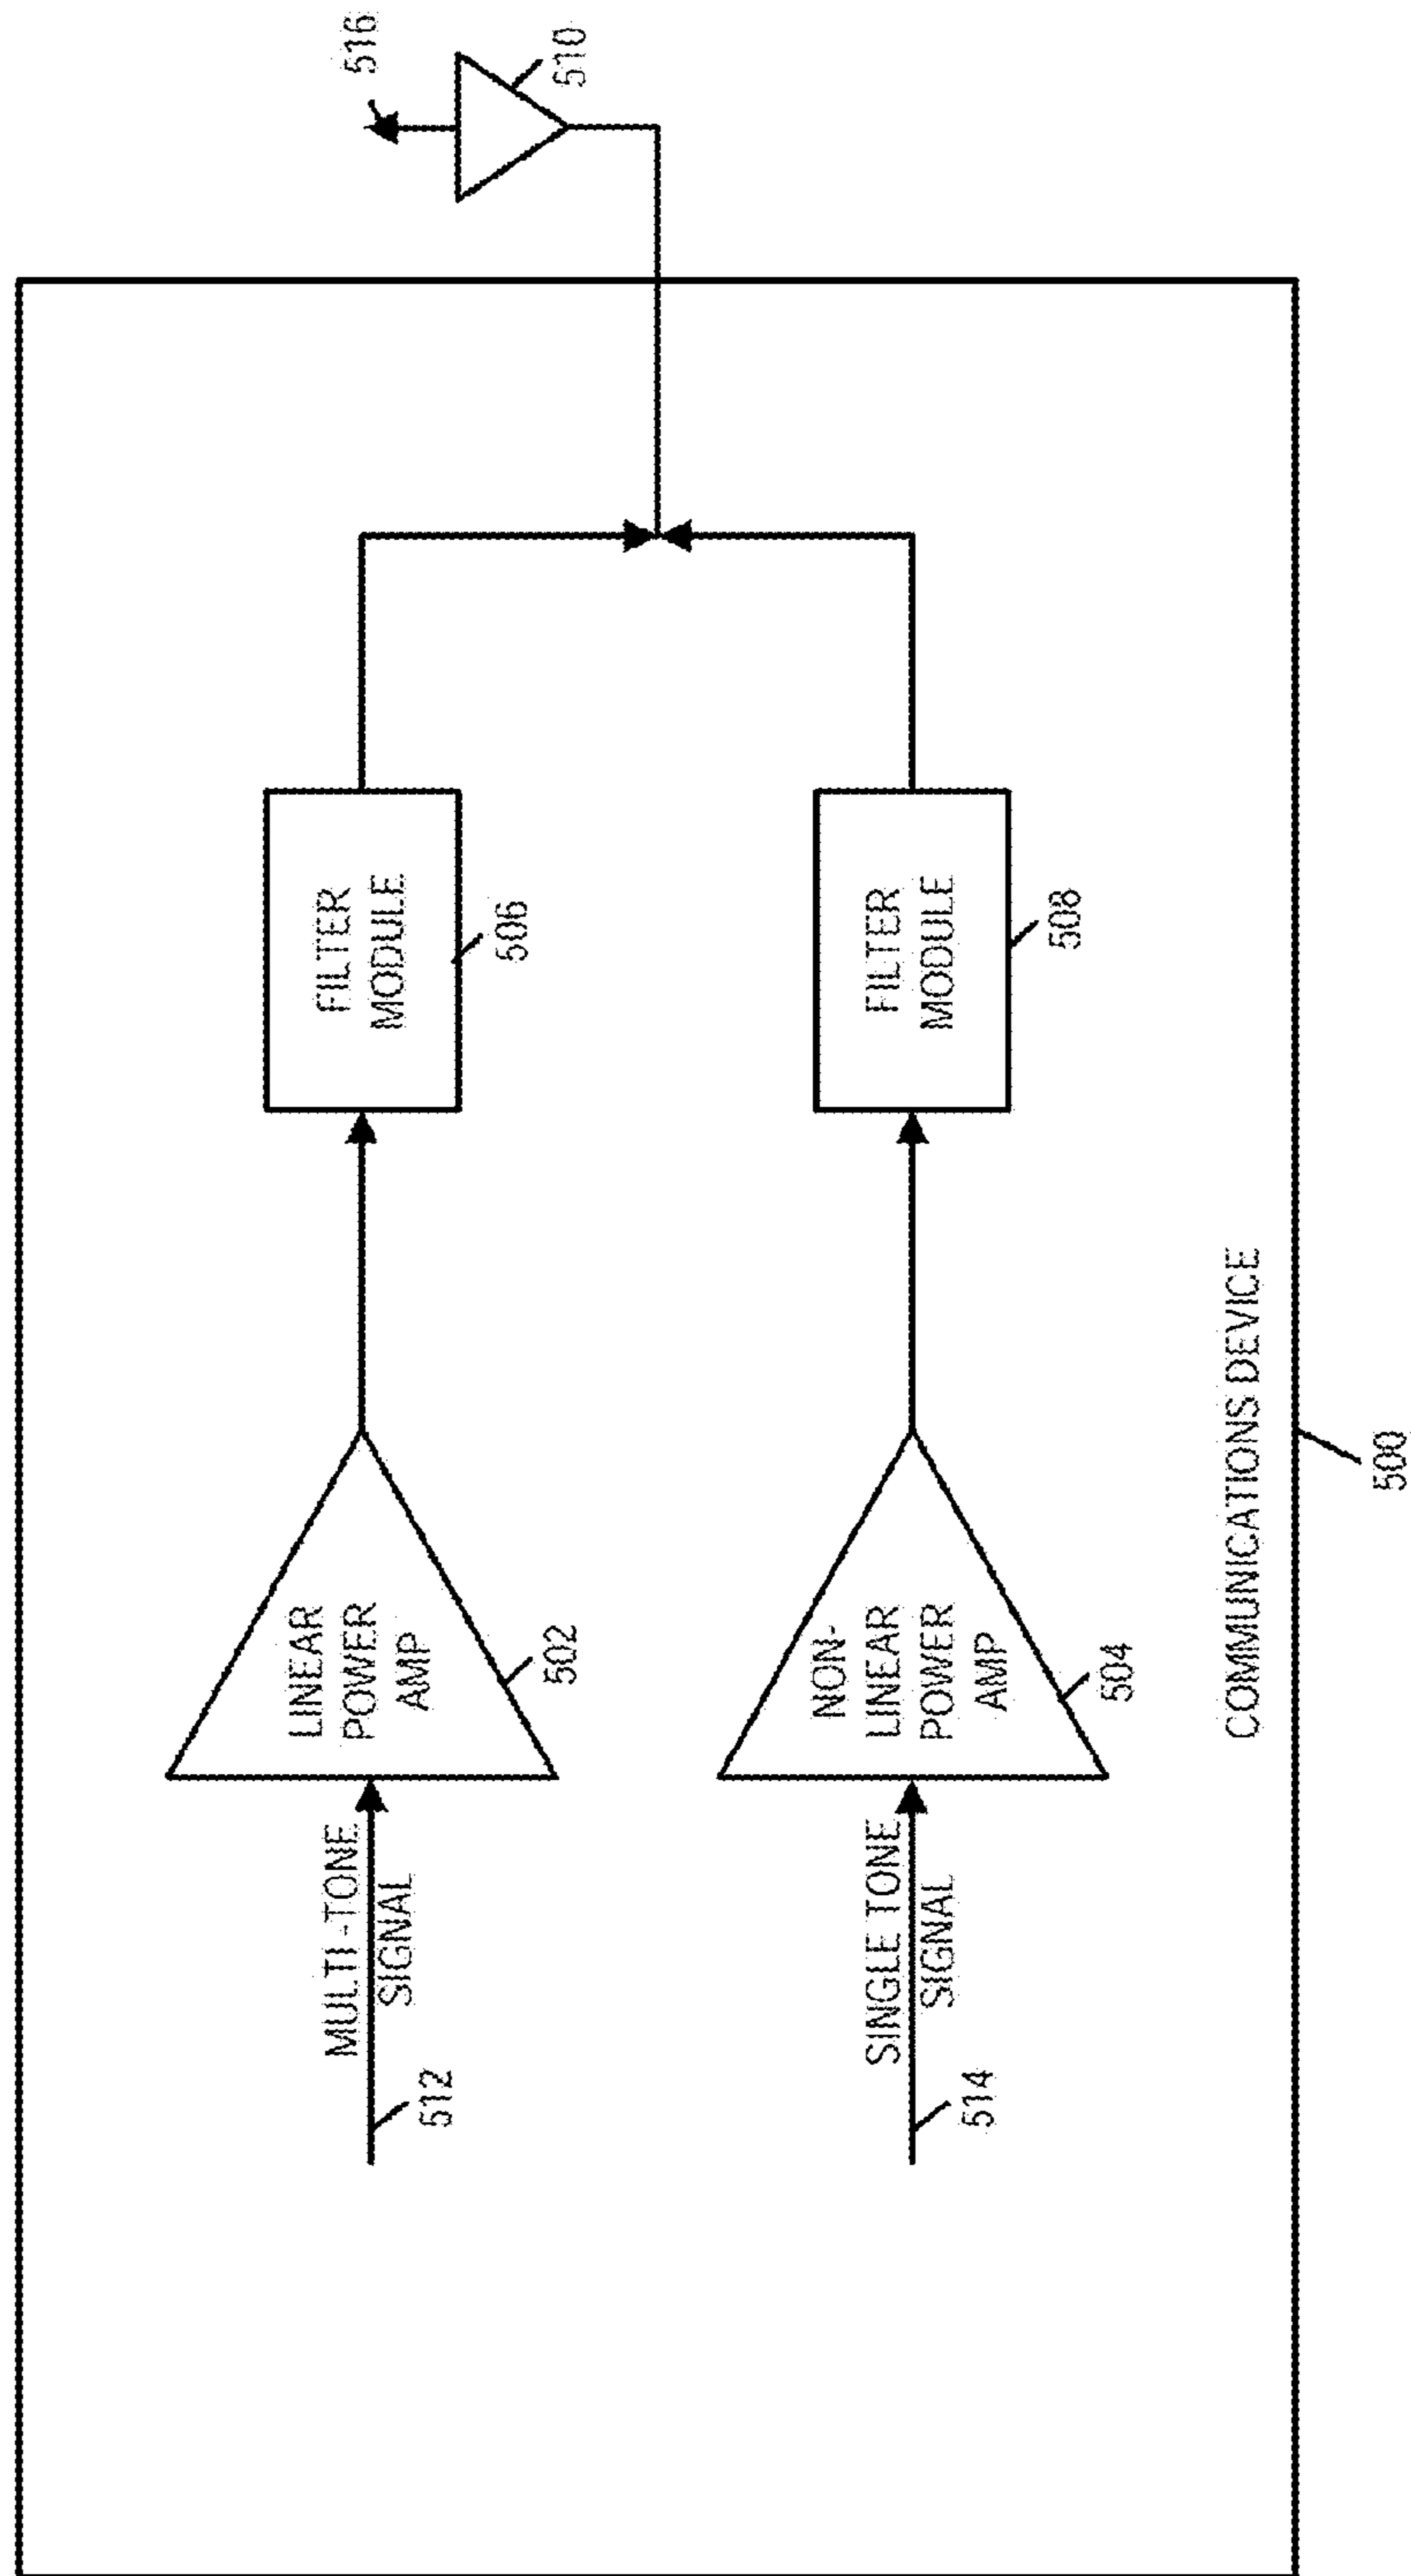 MULTI-TONE
SIGNAL
512
LINEAR
POWER
AMP
502
FILTER
MODULE
506
516
510
SINGLE TONE
SIGNAL
514
NON-
LINEAR
POWER
AMP
504
FILTER
MODULE
508
COMMUNICATIONS DEVICE
500